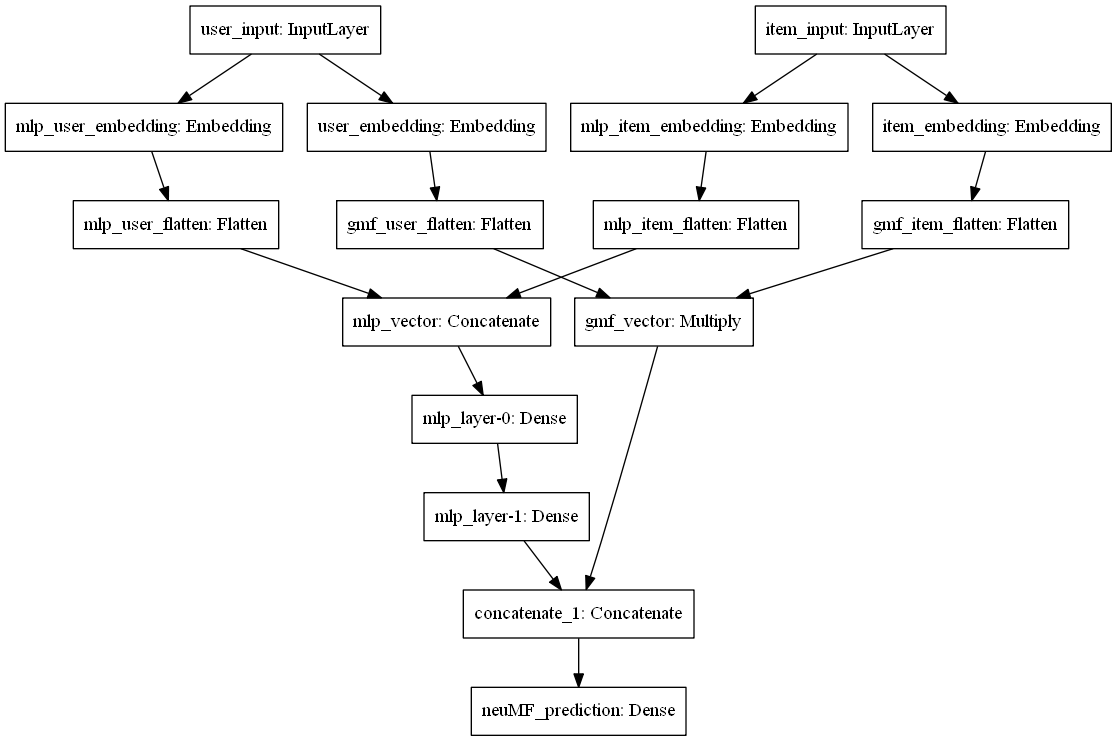 user_input: InputLayer
item_input: InputLayer
mlp_user_embedding: Embedding
user_embedding: Embedding
mlp_item_embedding: Embedding
item_embedding: Embedding
mlp_user_flatten: Flatten
gmf_user_flatten: Flatten
mlp_item_flatten: Flatten
gmf_item_flatten: Flatten
mlp_vector: Concatenate
gmf_vector: Multiply
mlp_layer-0: Dense
mlp_layer-1: Dense
concatenate_1: Concatenate
neuMF_prediction: Dense